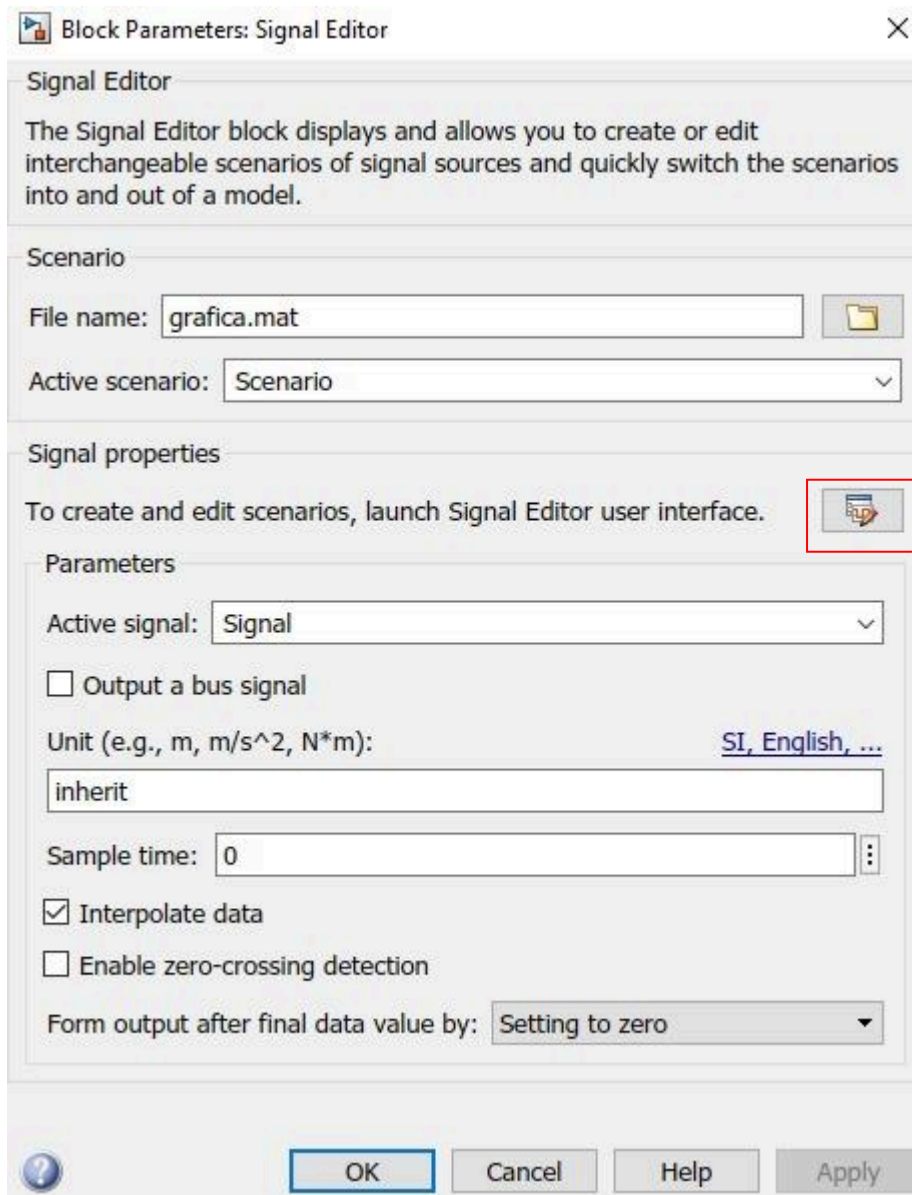 Block Parameters: Signal Editor
Signal Editor
The Signal Editor block displays and allows you to create or edit
interchangeable scenarios of signal sources and quickly switch the scenarios
into and out of a model.
Scenario
File name: grafica.mat
Active scenario: Scenario
Signal properties
To create and edit scenarios, launch Signal Editor user interface.
Parameters
Active signal: Signal
Output a bus signal
Unit (e.g., m, m/s^2, N*m): SI, English, ...
inherit
Sample time: 0
Interpolate data
Enable zero-crossing detection
Form output after final data value by: Setting to zero
OK Cancel Help Apply